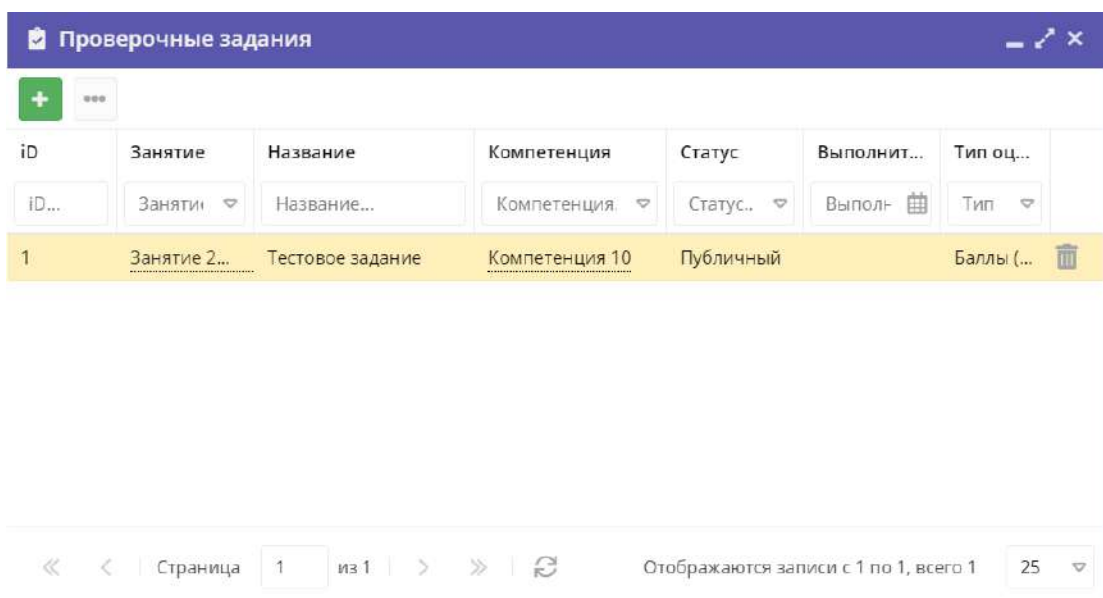 Проверочные задания
iD Занятие Название Компетенция Статус Выполнит... Тип оц...
iD... Занятие Название... Компетенция Статус.. Выполн Тип
1 Занятие 2... Тестовое задание Компетенция 10 Публичный Баллы (...
Страница 1 из 1 Отображаются записи с 1 по 1, всего 1 25